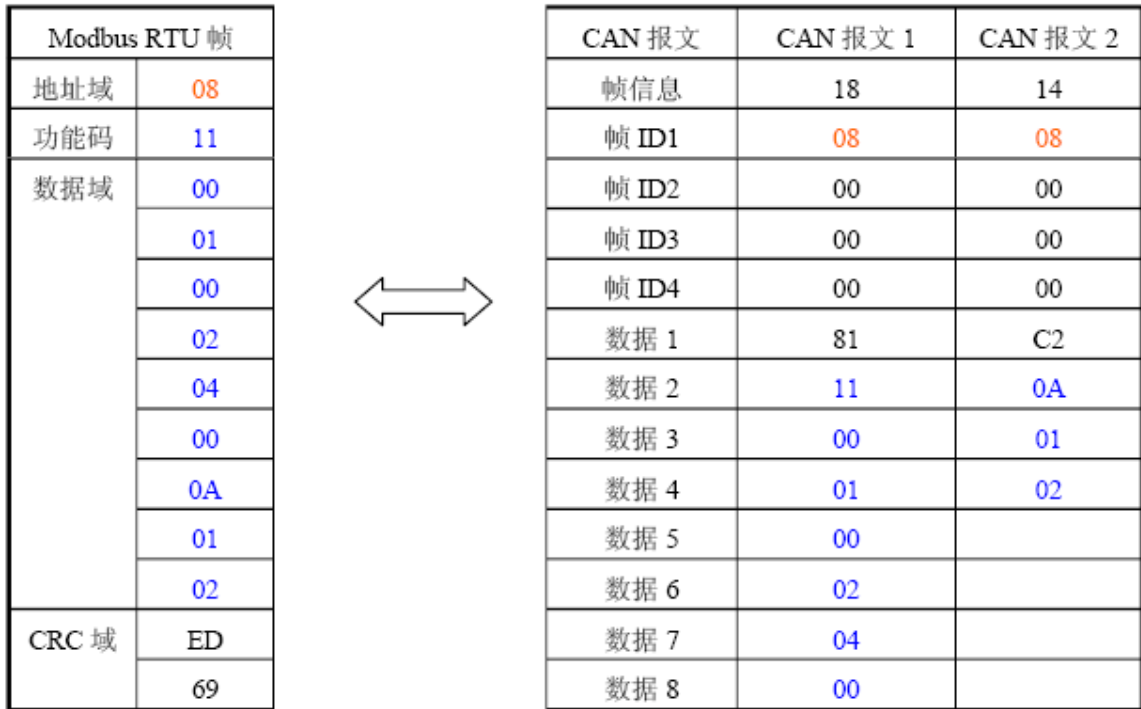 Modbus RTU 帧 CAN 报文 CAN 报文 1 CAN 报文 2
地址域 08 帧信息 18 14
功能码 11 帧 ID1 08 08
数据域 00 帧 ID2 00 00
01 帧 ID3 00 00
00 帧 ID4 00 00
02 数据 1 81 C2
04 数据 2 11 0A
00 数据 3 00 01
0A 数据 4 01 02
01 数据 5 00
02 数据 6 02
CRC 域 ED 数据 7 04
69 数据 8 00